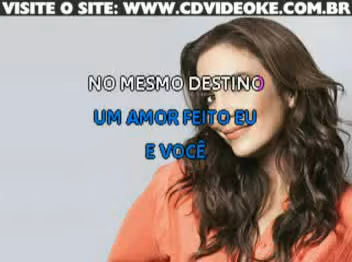 VISITE O SITE: WWW.CDVIDEOKE.COM.BR
NO MESMO DESTINO
UM AMOR FEITO EU
E VOCÊ